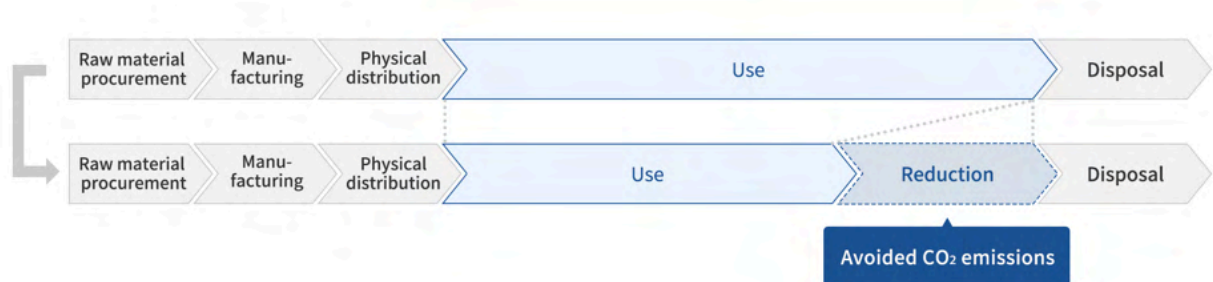 Raw material
procurement
Manu-
facturing
Physical
distribution
Use
Disposal
Raw material
procurement
Manu-
facturing
Physical
distribution
Use
Reduction
Disposal
Avoided CO₂ emissions